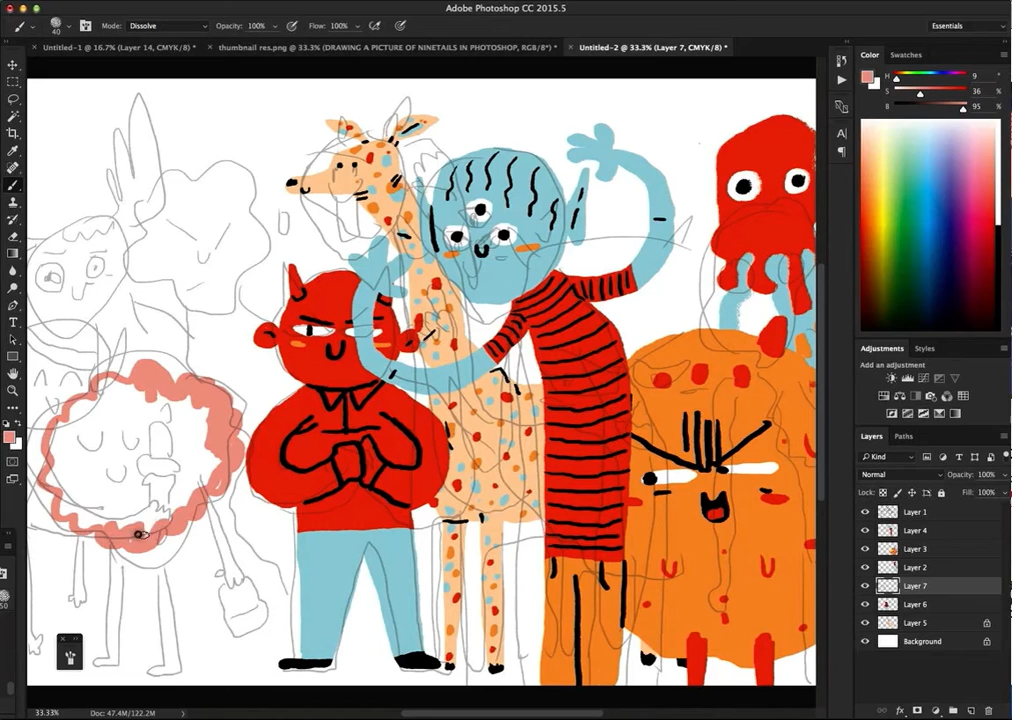 Adobe Photoshop CC 2015.5
40 Mode: Dissolve Opacity: 100% Flow: 100% Essentials
Untitled-1 @ 16.7% (Layer 14, CMYK/8) * thumbnail res.png @ 33.3% (DRAWING A PICTURE OF NINETAILS IN PHOTOSHOP, RGB/8*) * Untitled-2 @ 33.3% (Layer 7, CMYK/8) *
Color Swatches
H 9 °
S 36 %
B 95 %
Adjustments Styles
Add an adjustment
Layers Paths
Kind
Normal Opacity: 100%
Lock: Fill: 100%
Layer 1
Layer 4
Layer 3
Layer 2
Layer 7
Layer 6
Layer 5
Background
50
33.33% Doc: 47.4M/122.2M